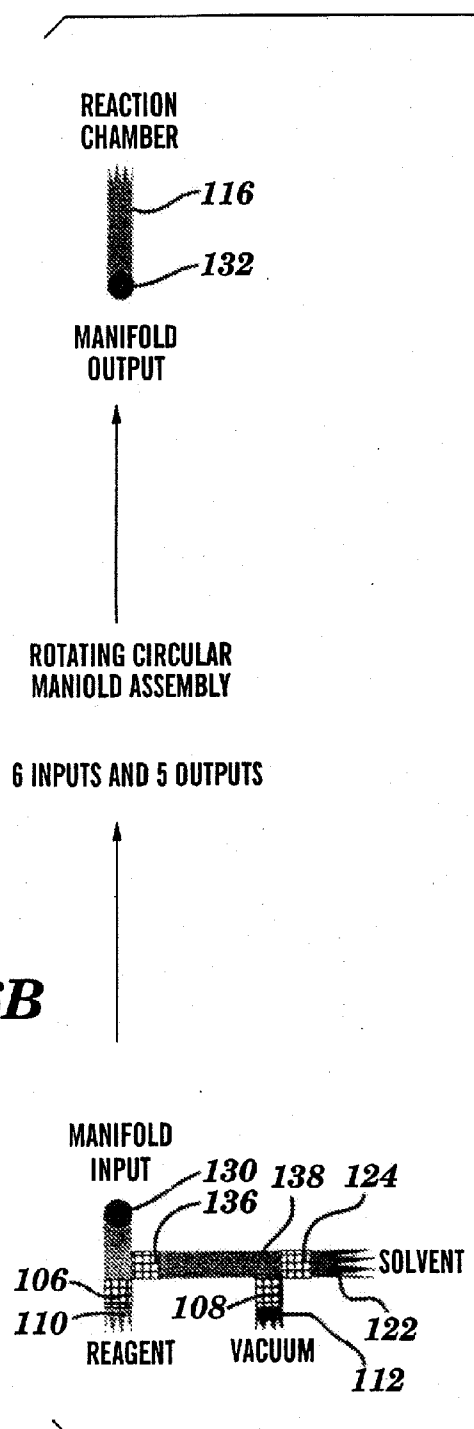 REACTION
CHAMBER
116
132
MANIFOLD
OUTPUT
ROTATING CIRCULAR
MANIOLD ASSEMBLY
6 INPUTS AND 5 OUTPUTS
B
MANIFOLD
INPUT
130
136
138
124
SOLVENT
106
110
108
122
REAGENT
VACUUM
112